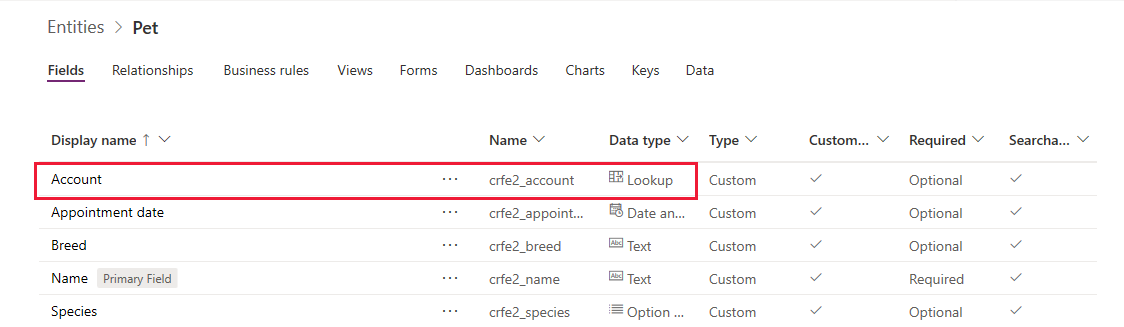 Entities > Pet
Fields Relationships Business rules Views Forms Dashboards Charts Keys Data
Display name ↑ Name Data type Type Custom... Required Searcha...
Account ... crfe2_account Lookup Custom Optional
Appointment date ... crfe2_appoint... Date an... Custom Optional
Breed ... crfe2_breed Abc Text Custom Optional
Name Primary Field ... crfe2_name Abc Text Custom Required
Species ... crfe2_species Option ... Custom Optional